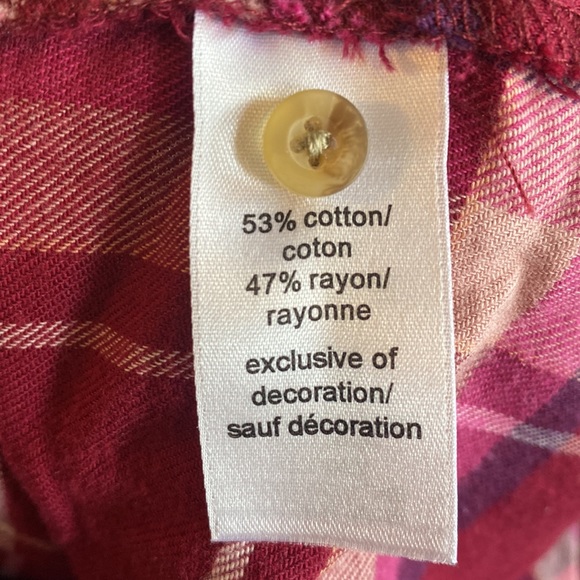 53% cotton/
coton
47% rayon/
rayonne
exclusive of
decoration/
sauf décoration